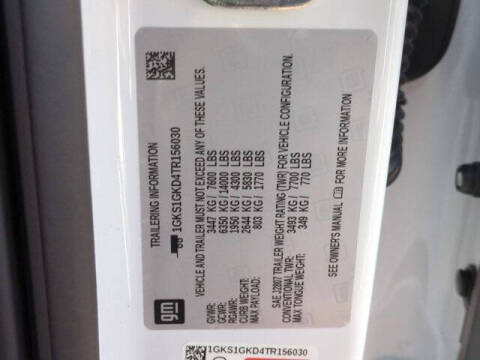 TRAILERING INFORMATION
1GKS1GKD4TR156030
VEHICLE AND TRAILER MUST NOT EXCEED ANY OF THESE VALUES.
GVWR: 3447 KG / 7600 LBS
GCWR: 6350 KG / 14000 LBS
RGAWR: 1950 KG / 4300 LBS
CURB WEIGHT: 2644 KG / 5830 LBS
MAX PAYLOAD: 803 KG / 1770 LBS
SAE J2807 TRAILER WEIGHT RATING (TWR) FOR VEHICLE CONFIGURATION.
CONVENTIONAL TWR: 3493 KG / 7700 LBS
MAX TONGUE WEIGHT: 349 KG / 770 LBS
SEE OWNER'S MANUAL FOR MORE INFORMATION
gm
1GKS1GKD4TR156030